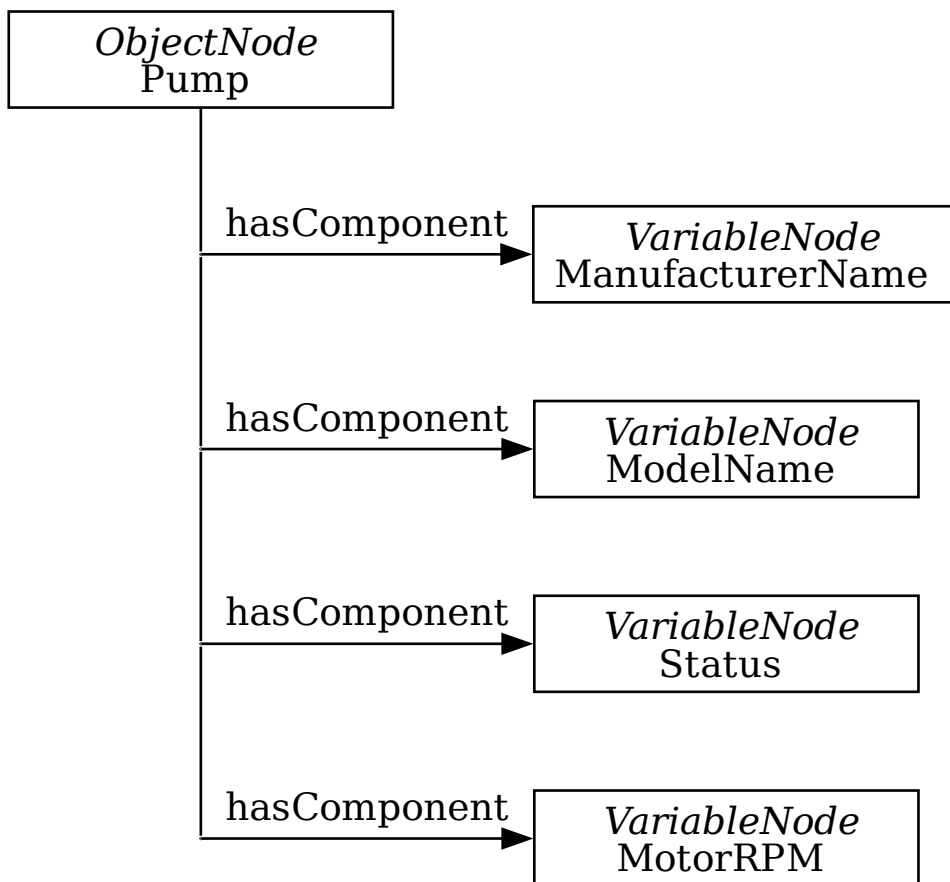 ObjectNode
Pump
hasComponent
VariableNode
ManufacturerName
hasComponent
VariableNode
ModelName
hasComponent
VariableNode
Status
hasComponent
VariableNode
MotorRPM